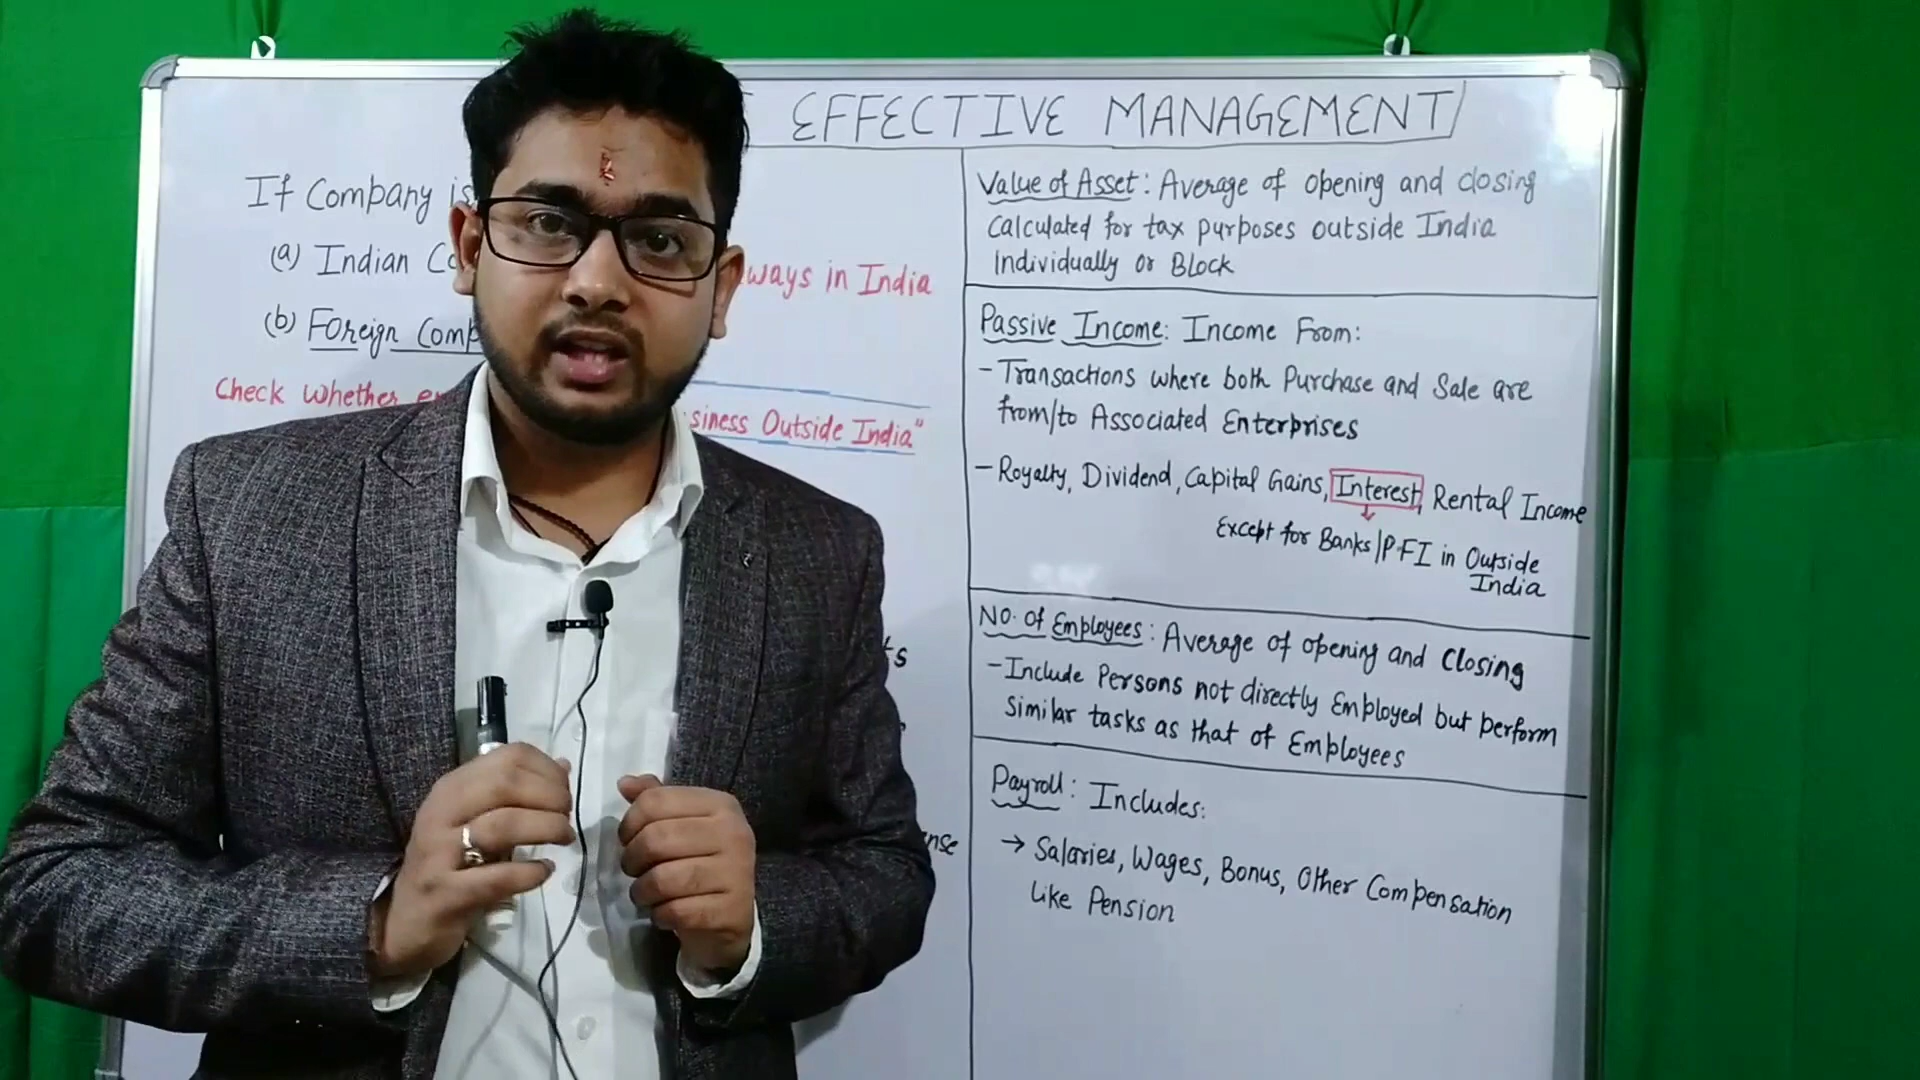 EFFECTIVE MANAGEMENT
If Company is
(a) Indian
ways in India
(b) Foreign
Check whether
siness Outside India"
Value of Asset: Average of opening and closing
calculated for tax purposes outside India
individually or Block
Passive Income: Income From:
- Transactions where both Purchase and Sale are
from/to Associated Enterprises
- Royalty, Dividend, Capital Gains, Interest, Rental Income
Except for Banks/PFI in Outside
India
No. of Employees: Average of opening and closing
- Include Persons not directly Employed but perform
similar tasks as that of Employees
Payroll: Includes:
→ Salaries, Wages, Bonus, Other Compensation
like Pension